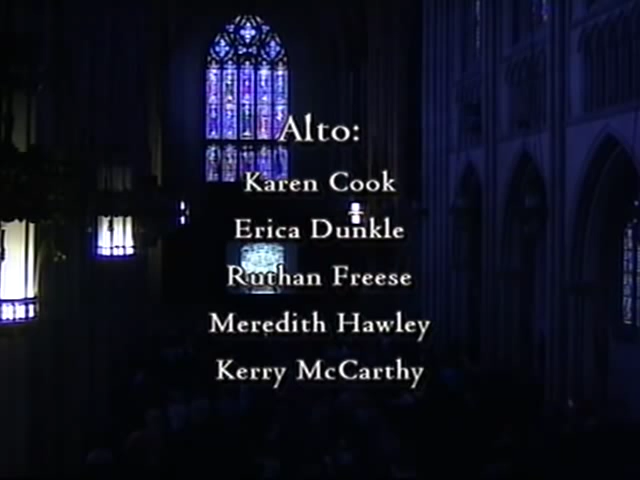 Alto:
Karen Cook
Erica Dunkle
Ruthan Freese
Meredith Hawley
Kerry McCarthy